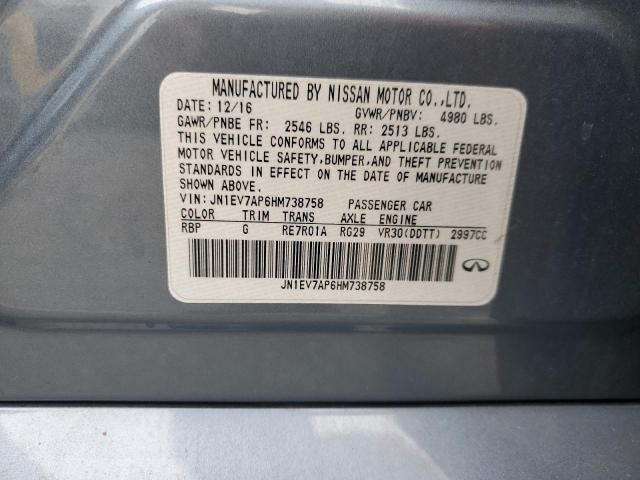 MANUFACTURED BY NISSAN MOTOR CO.,LTD.
DATE: 12/16 GVWR/PNBV: 4980 LBS.
GAWR/PNBE FR: 2546 LBS. RR: 2513 LBS.
THIS VEHICLE CONFORMS TO ALL APPLICABLE FEDERAL
MOTOR VEHICLE SAFETY,BUMPER,AND THEFT PREVENTION
STANDARDS IN EFFECT ON THE DATE OF MANUFACTURE
SHOWN ABOVE.
VIN: JN1EV7AP6HM738758 PASSENGER CAR
COLOR TRIM TRANS AXLE ENGINE
RBP G RE7R01A RG29 VR30(DDTT) 2997CC
JN1EV7AP6HM738758